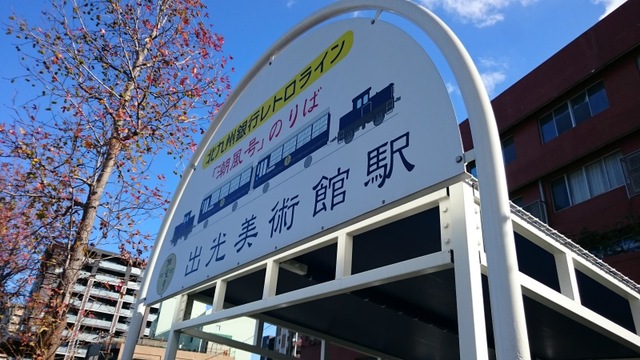 北九州銀行レトロライン
「潮風号」のりば
出光美術館駅